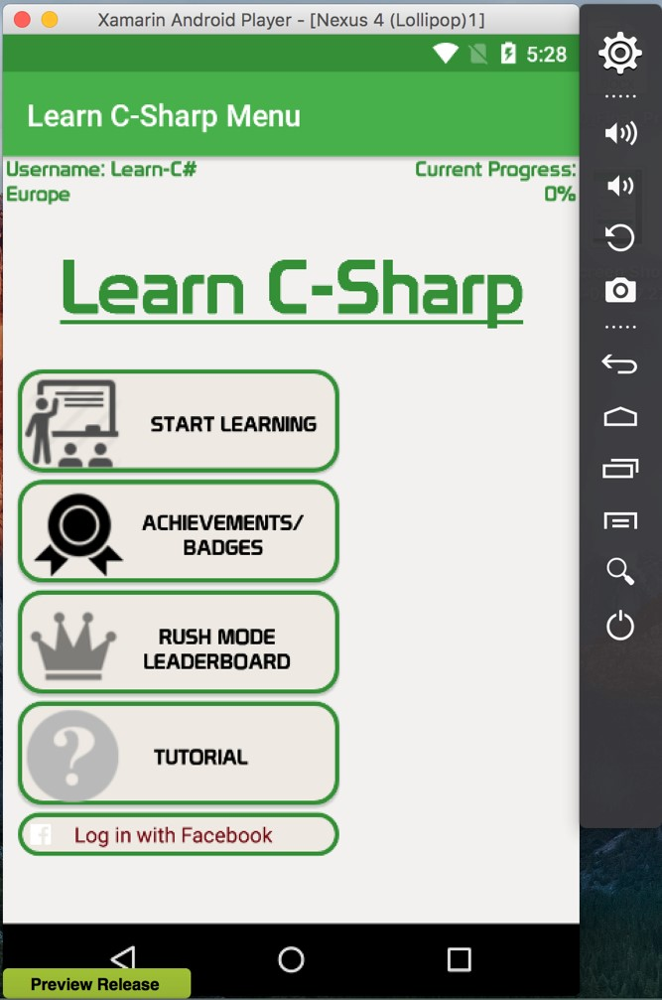 Xamarin Android Player - [Nexus 4 (Lollipop)1]
5:28
Learn C-Sharp Menu
Username: Learn-C#
Europe
Current Progress:
0%
Learn C-Sharp
START LEARNING
ACHIEVEMENTS/
BADGES
RUSH MODE
LEADERBOARD
?
TUTORIAL
f
Log in with Facebook
Preview Release